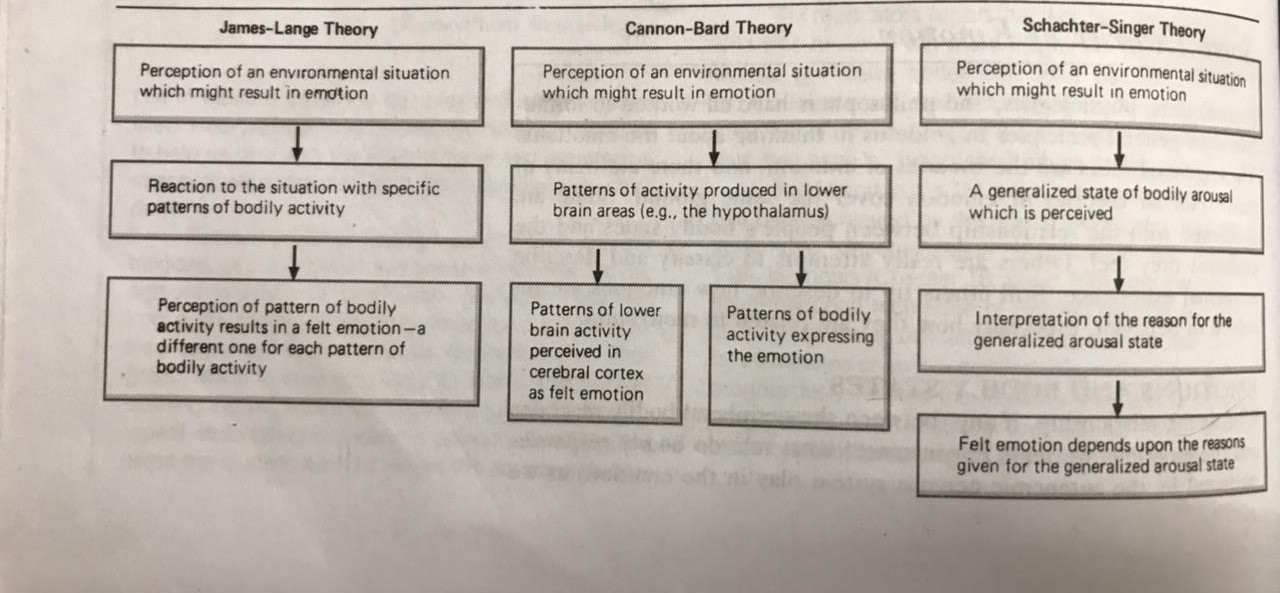 James-Lange Theory
Perception of an environmental situation
which might result in emotion
Reaction to the situation with specific
patterns of bodily activity
Perception of pattern of bodily
activity results in a felt emotion—a
different one for each pattern of
bodily activity
Cannon-Bard Theory
Perception of an environmental situation
which might result in emotion
Patterns of activity produced in lower
brain areas (e.g., the hypothalamus)
Patterns of lower
brain activity
perceived in
cerebral cortex
as felt emotion
Patterns of bodily
activity expressing
the emotion
Schachter-Singer Theory
Perception of an environmental situation
which might result in emotion
A generalized state of bodily arousal
which is perceived
Interpretation of the reason for the
generalized arousal state
Felt emotion depends upon the reasons
given for the generalized arousal state